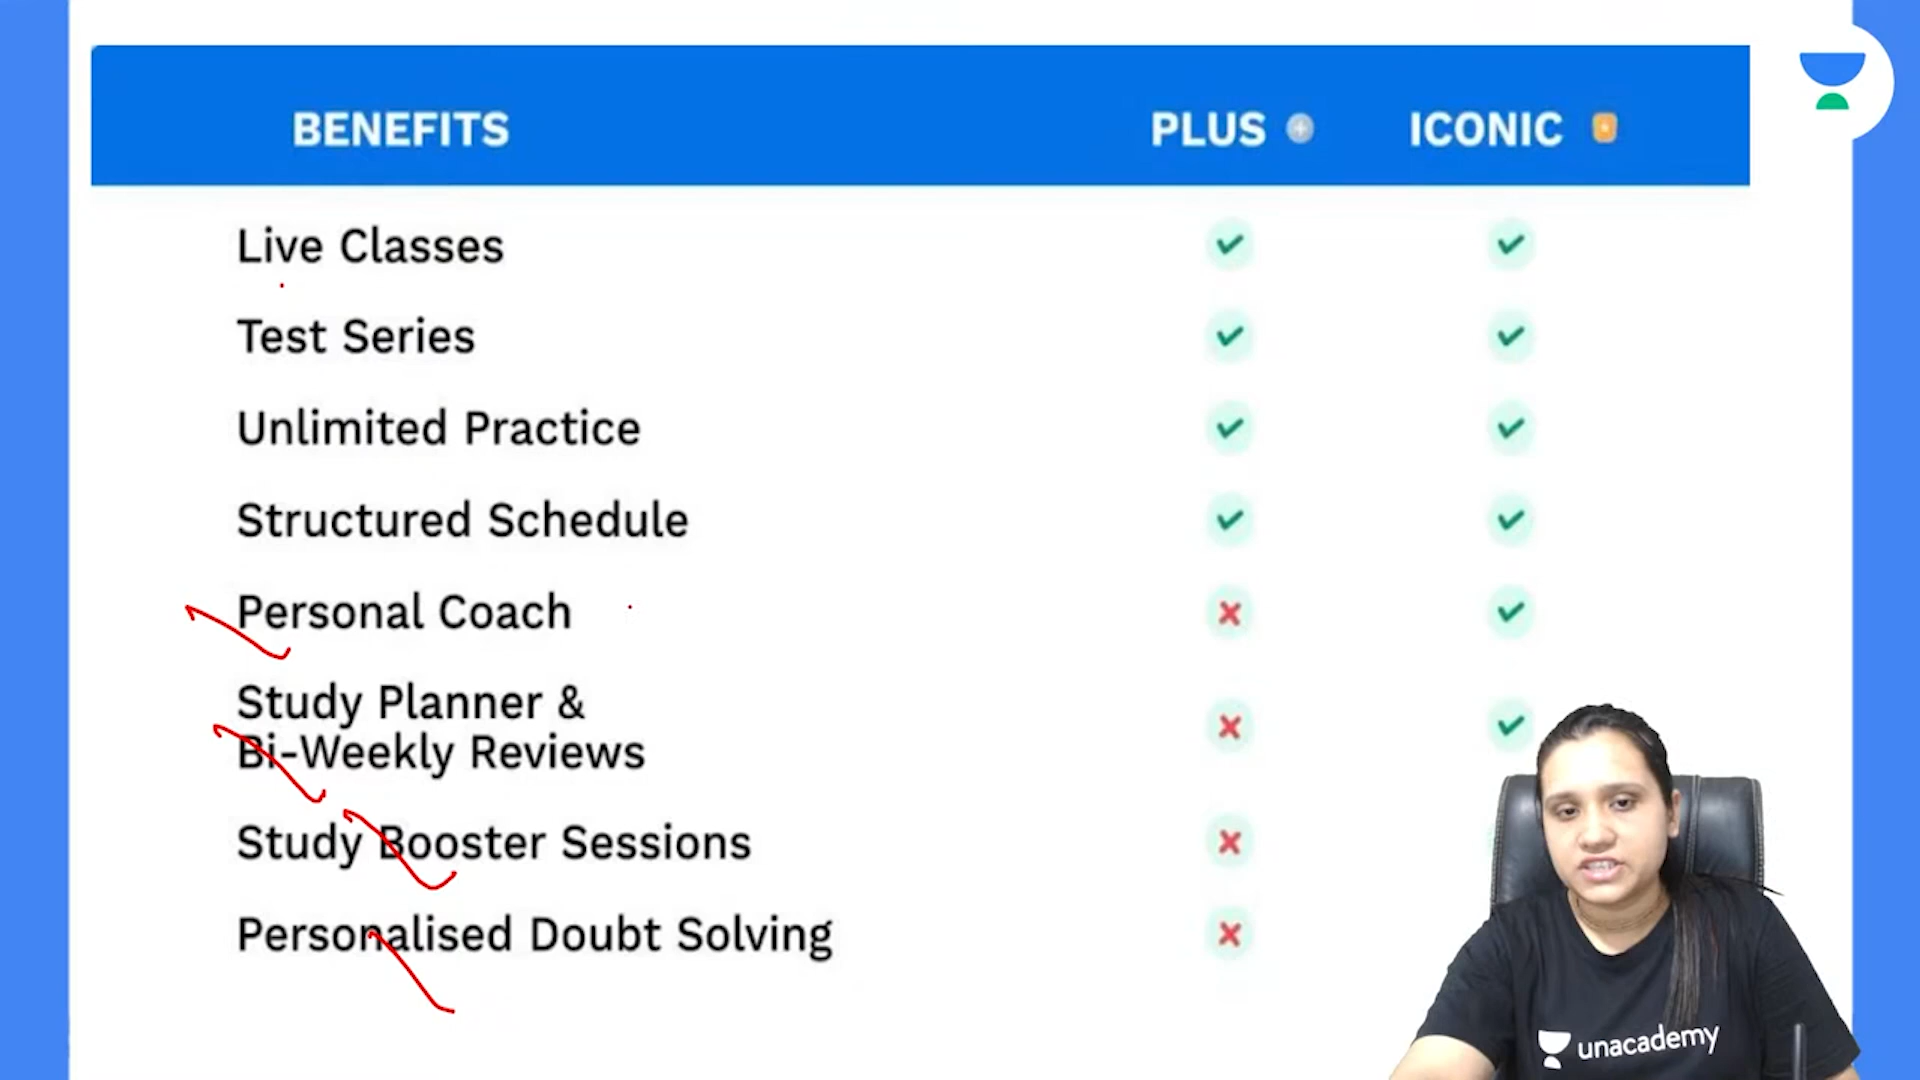 BENEFITS PLUS ICONIC
Live Classes
Test Series
Unlimited Practice
Structured Schedule
Personal Coach
Study Planner &
Bi-Weekly Reviews
Study Booster Sessions
Personalised Doubt Solving
unacademy